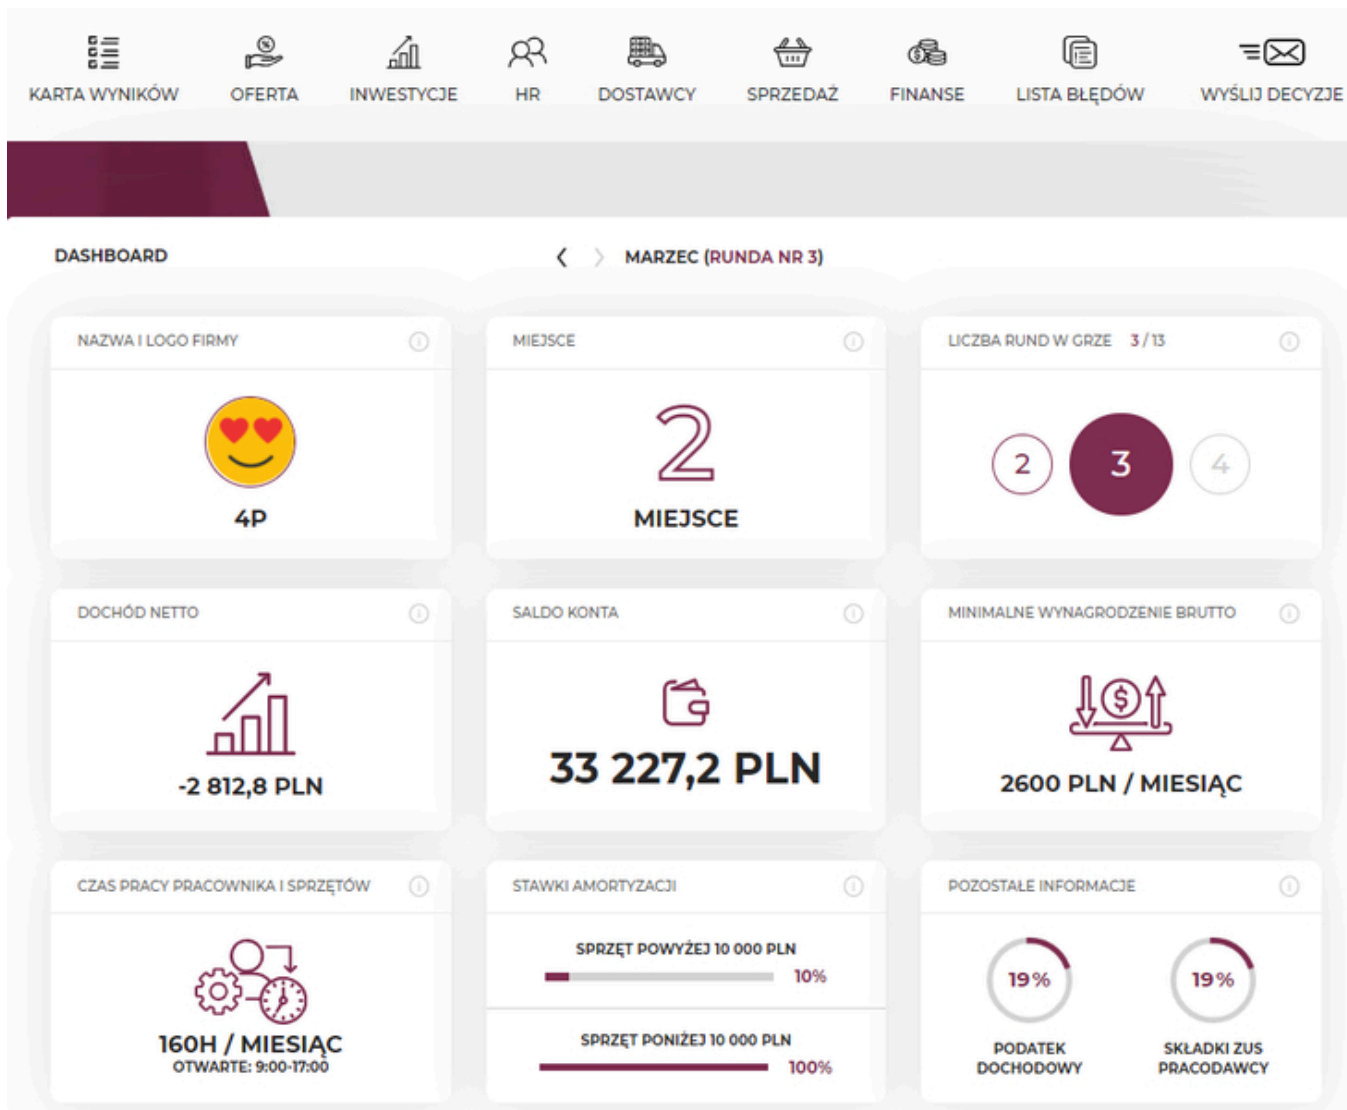 KARTA WYNIKÓW
OFERTA
INWESTYCJE
HR
DOSTAWCY
SPRZEDAŻ
FINANSE
LISTA BŁĘDÓW
WYŚLIJ DECYZJE
DASHBOARD
MARZEC (RUNDA NR 3)
NAZWA I LOGO FIRMY
4P
MIEJSCE
2
MIEJSCE
LICZBA RUND W GRZE 3 / 13
2 3 4
DOCHÓD NETTO
-2 812,8 PLN
SALDO KONTA
33 227,2 PLN
MINIMALNE WYNAGRODZENIE BRUTTO
2600 PLN / MIESIĄC
CZAS PRACY PRACOWNIKA I SPRZĘTÓW
160H / MIESIĄC
OTWARTE: 9:00-17:00
STAWKI AMORTYZACJI
SPRZĘT POWYŻEJ 10 000 PLN
10%
SPRZĘT PONIŻEJ 10 000 PLN
100%
POZOSTAŁE INFORMACJE
19%
PODATEK
DOCHODOWY
19%
SKŁADKI ZUS
PRACODAWCY